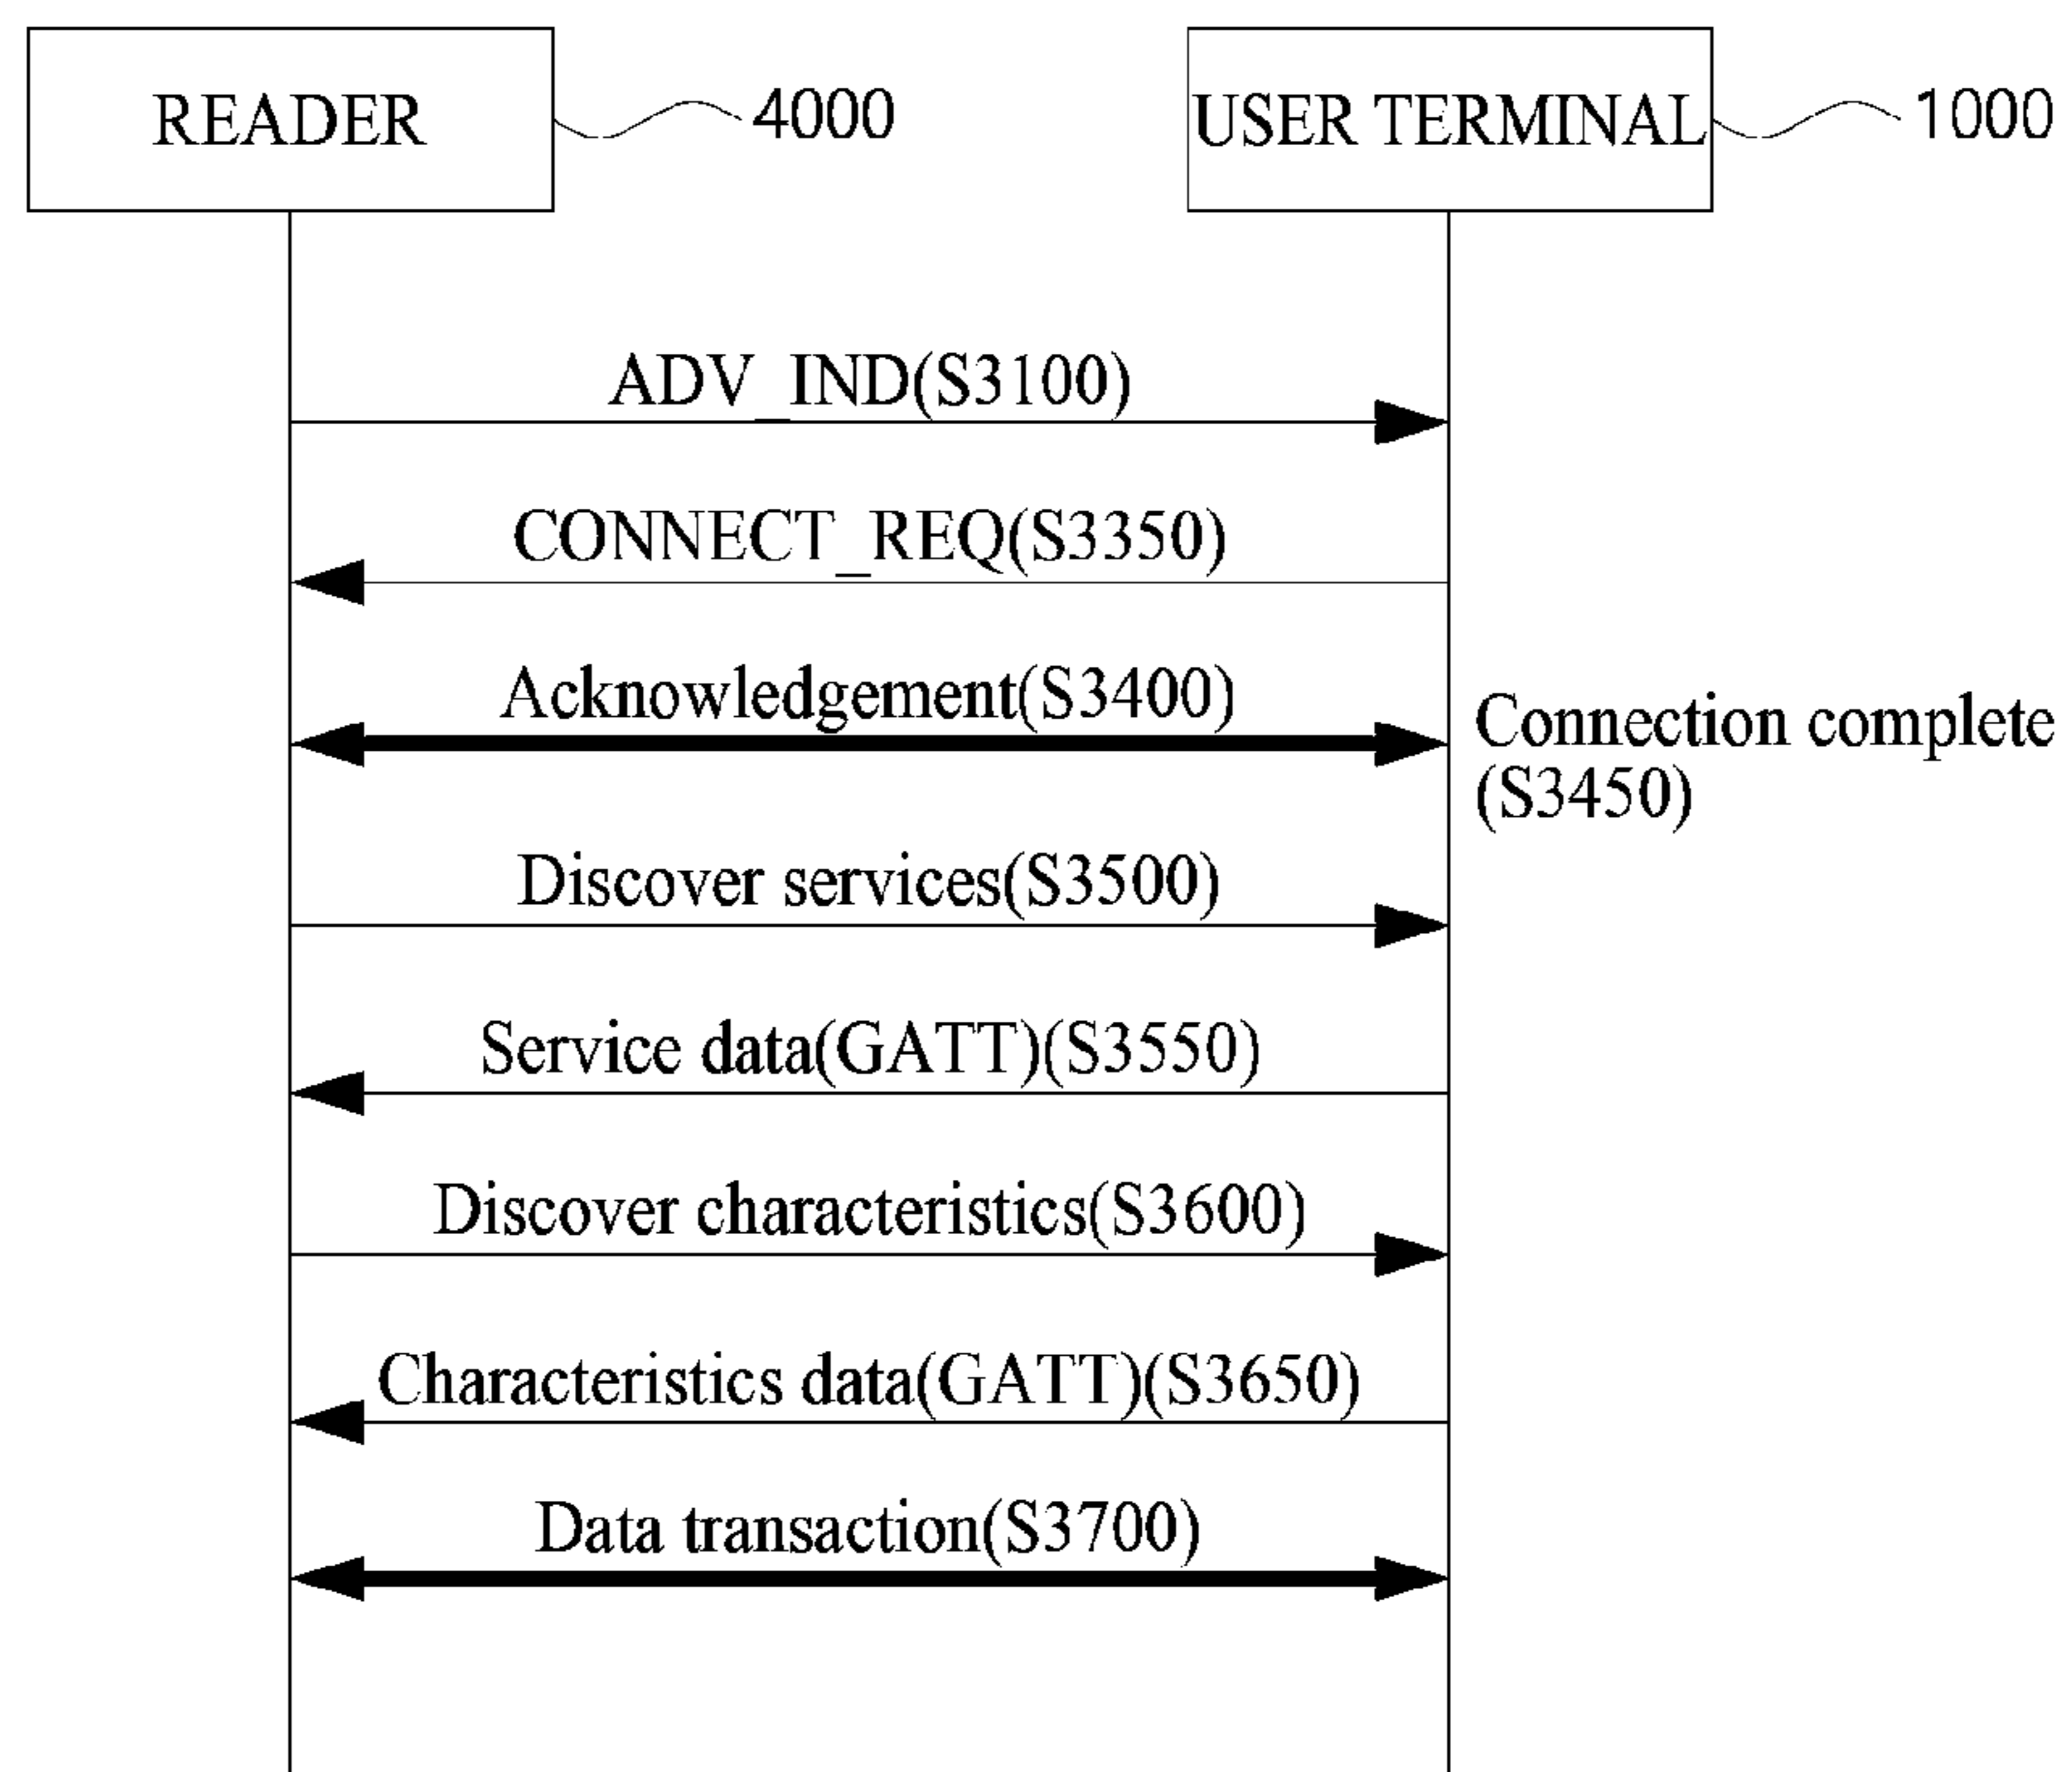 READER
4000
USER TERMINAL
1000
ADV_IND(S3100)
CONNECT_REQ(S3350)
Acknowledgement(S3400)
Connection complete
(S3450)
Discover services(S3500)
Service data(GATT)(S3550)
Discover characteristics(S3600)
Characteristics data(GATT)(S3650)
Data transaction(S3700)